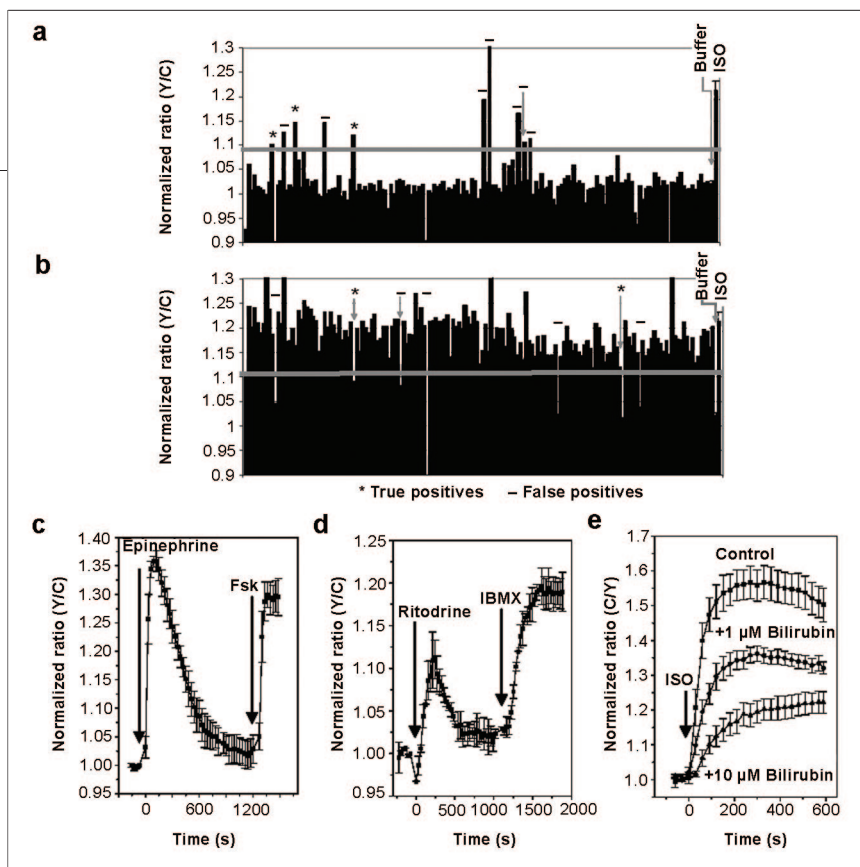 a
Normalized ratio (Y/C)
1.3
1.25
1.2
1.15
1.1
1.05
1
0.95
0.9
* * *
– – – – – – –
Buffer
ISO
b
Normalized ratio (Y/C)
1.3
1.25
1.20
1.15
1.1
1.05
1
0.95
0.9
* *
– – – – –
Buffer
ISO
* True positives – False positives
c
Normalized ratio (Y/C)
1.40
1.35
1.30
1.25
1.20
1.15
1.10
1.05
1.00
0.95
Epinephrine
Fsk
0 600 1200
Time (s)
d
Normalized ratio (Y/C)
1.25
1.20
1.15
1.10
1.05
1.00
0.95
Ritodrine
IBMX
0 500 1000 1500 2000
Time (s)
e
Normalized ratio (C/Y)
1.7
1.6
1.5
1.4
1.3
1.2
1.1
1.0
Control
+1 µM Bilirubin
ISO
+10 µM Bilirubin
0 200 400 600
Time (s)